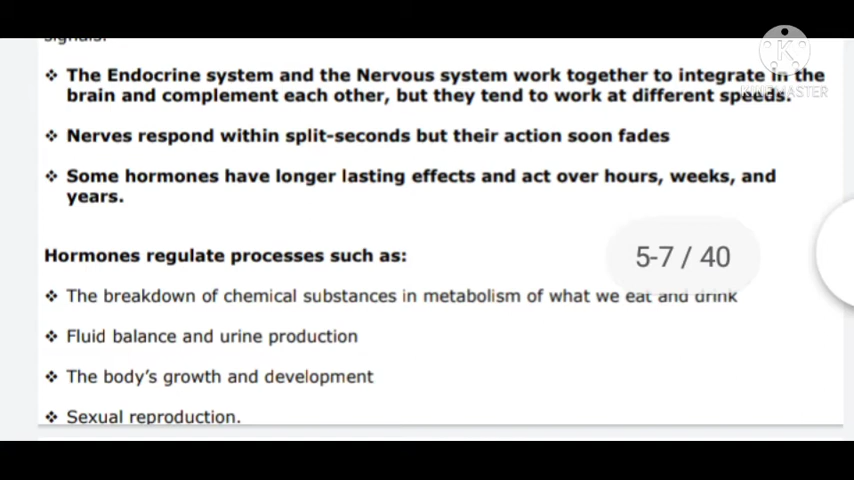 signals.
❖ The Endocrine system and the Nervous system work together to integrate in the
brain and complement each other, but they tend to work at different speeds.
❖ Nerves respond within split-seconds but their action soon fades
❖ Some hormones have longer lasting effects and act over hours, weeks, and
years.
Hormones regulate processes such as:
❖ The breakdown of chemical substances in metabolism of what we eat and drink
❖ Fluid balance and urine production
❖ The body's growth and development
❖ Sexual reproduction.
5-7 / 40
K
KINEMASTER